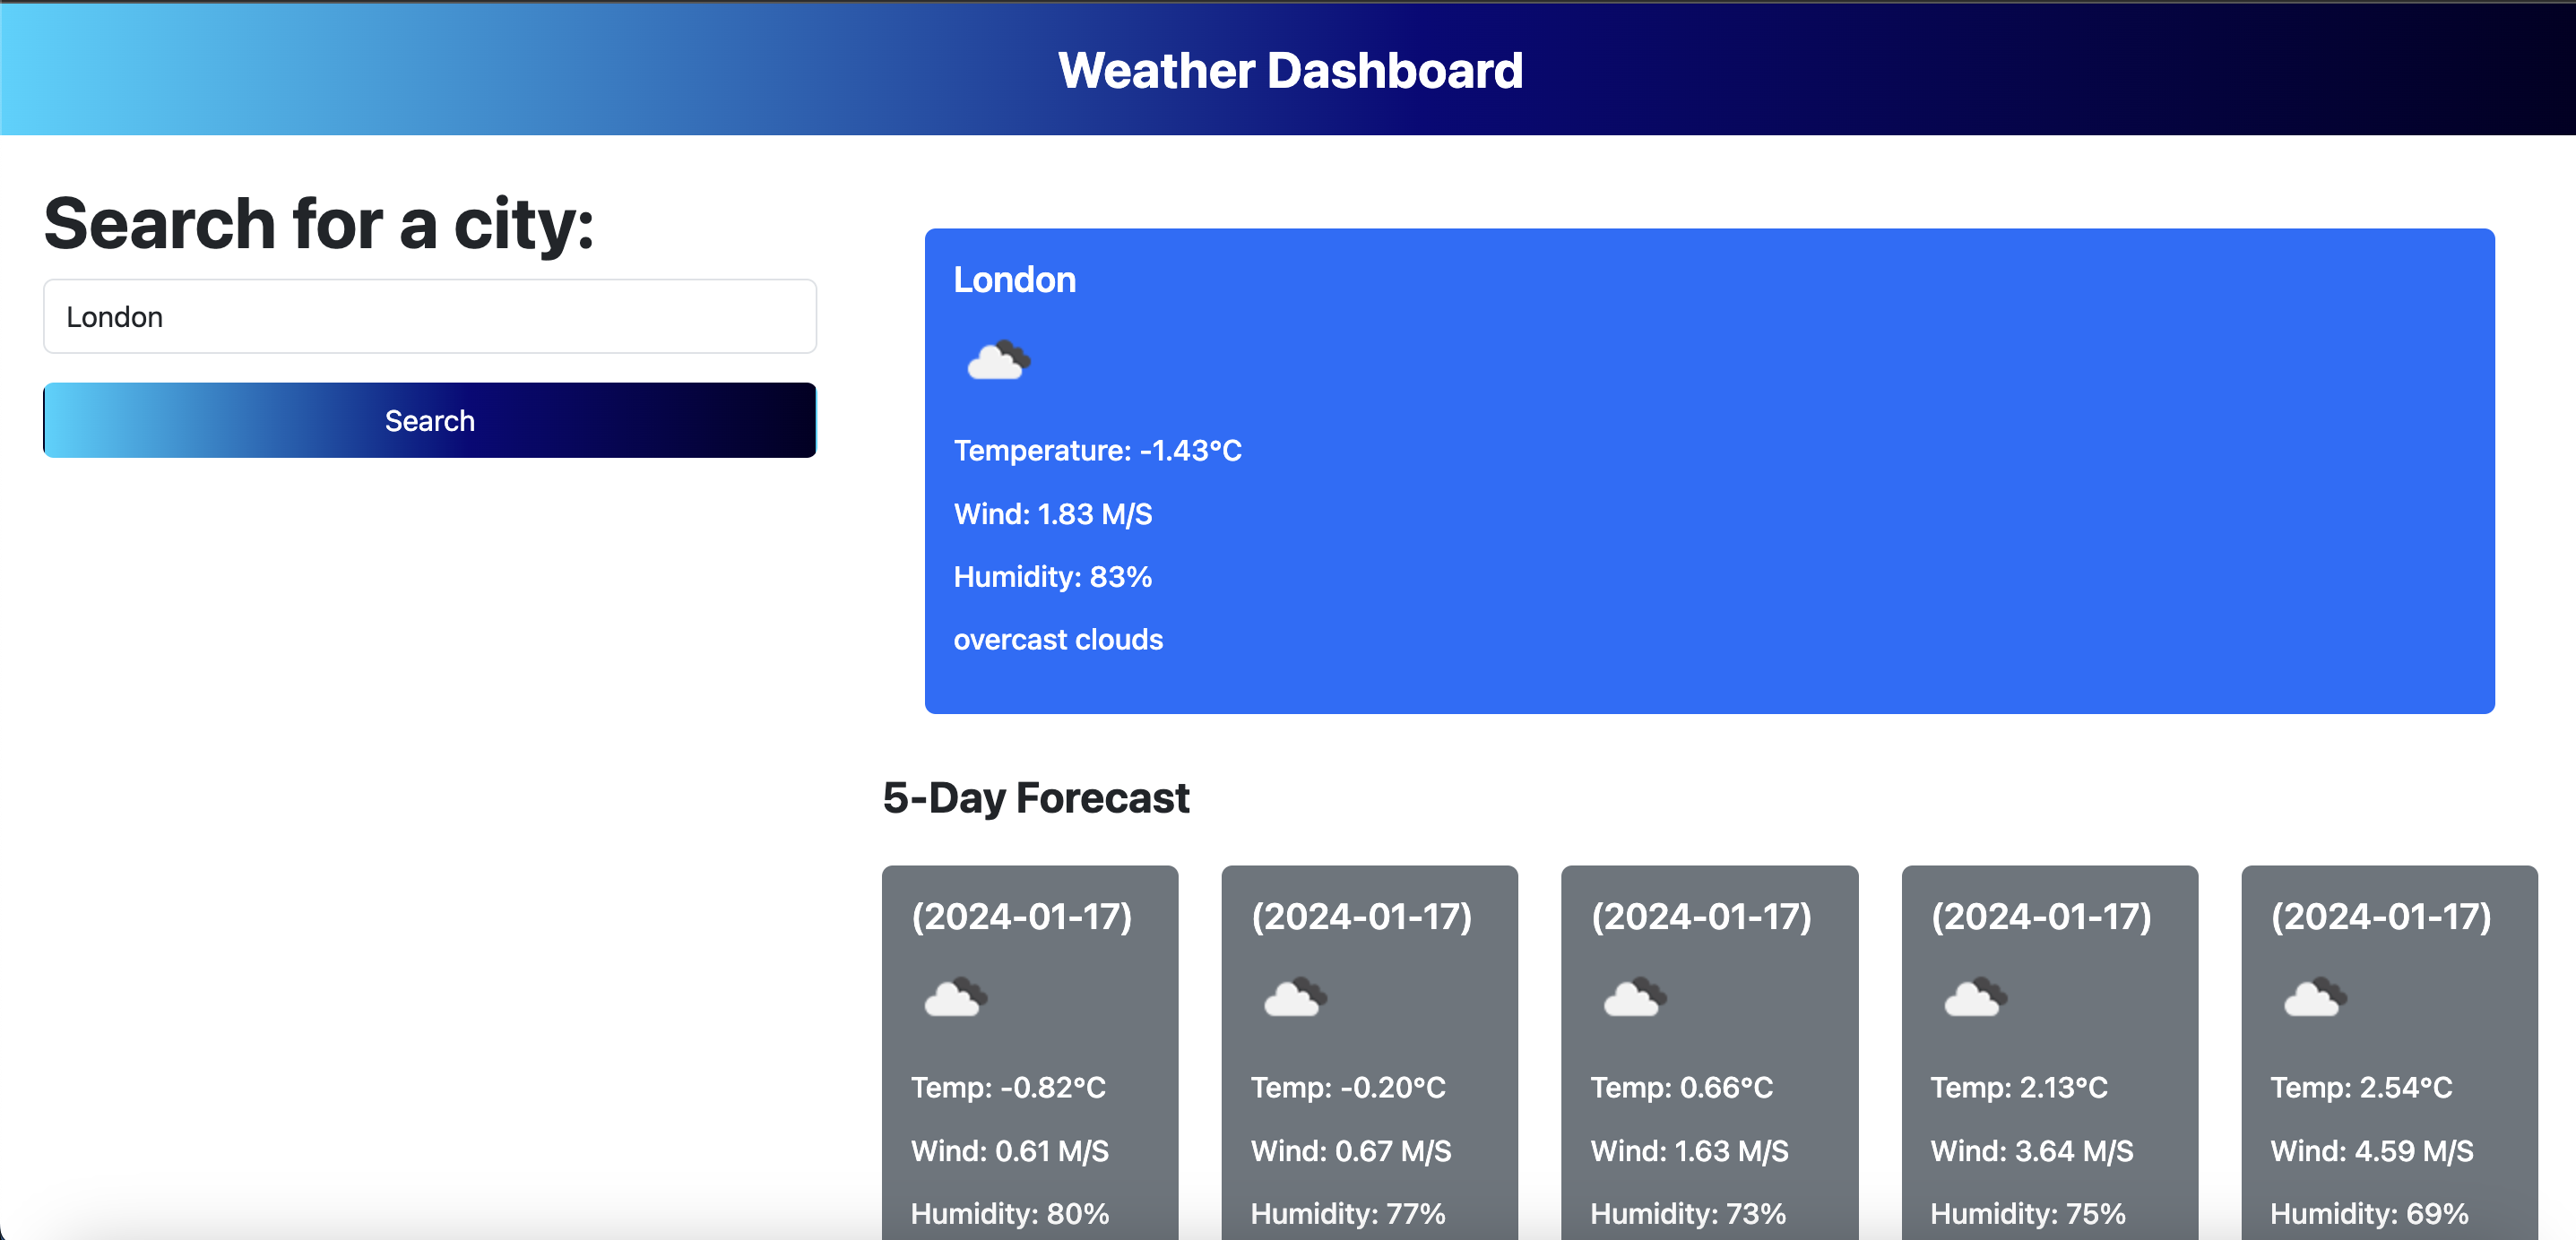 Weather Dashboard
Search for a city:
London
Search
London
Temperature: -1.43°C
Wind: 1.83 M/S
Humidity: 83%
overcast clouds
5-Day Forecast
(2024-01-17)
Temp: -0.82°C
Wind: 0.61 M/S
Humidity: 80%
(2024-01-17)
Temp: -0.20°C
Wind: 0.67 M/S
Humidity: 77%
(2024-01-17)
Temp: 0.66°C
Wind: 1.63 M/S
Humidity: 73%
(2024-01-17)
Temp: 2.13°C
Wind: 3.64 M/S
Humidity: 75%
(2024-01-17)
Temp: 2.54°C
Wind: 4.59 M/S
Humidity: 69%